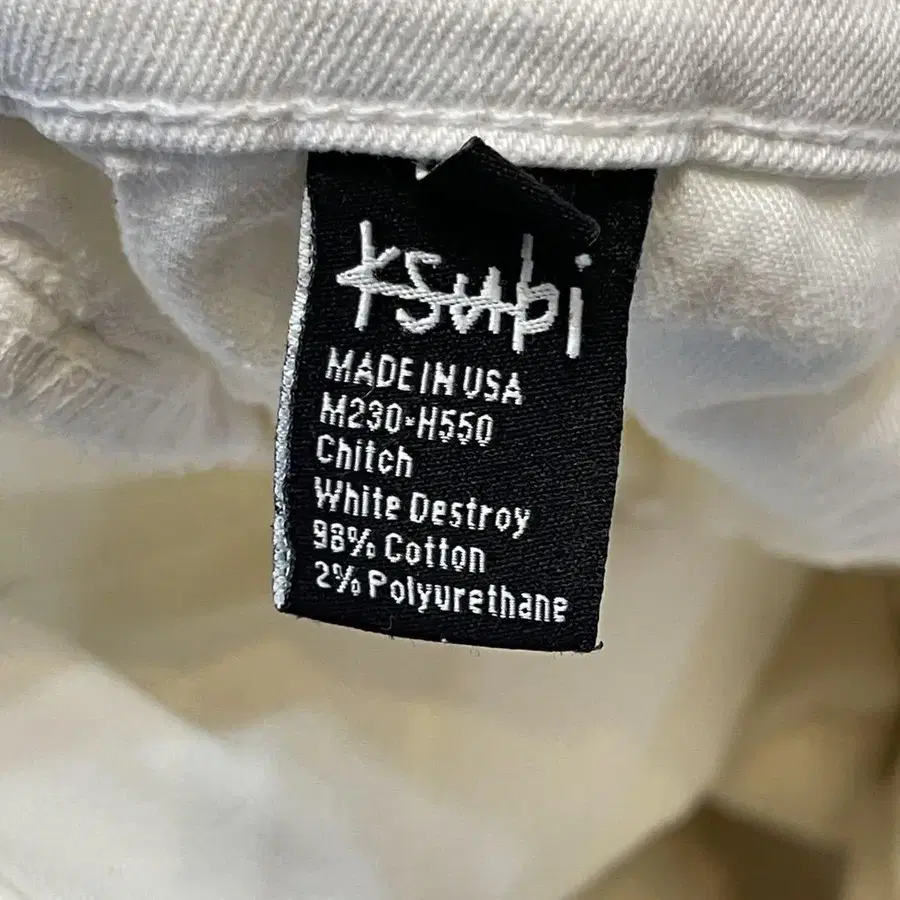 ksubi
MADE IN USA
M230-H550
Chitch
White Destroy
98% Cotton
2% Polyurethane